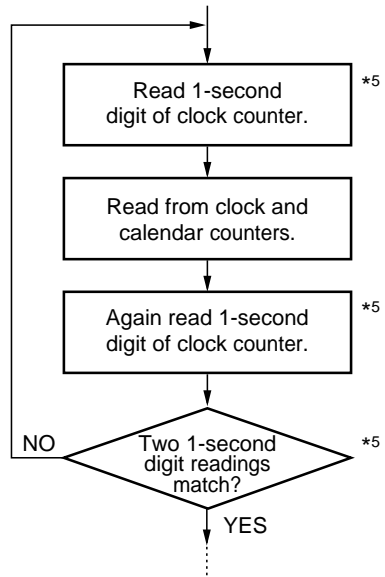 Read 1-second
digit of clock counter.
*5
Read from clock and
calendar counters.
Again read 1-second
digit of clock counter.
*5
Two 1-second
digit readings
match?
*5
NO
YES